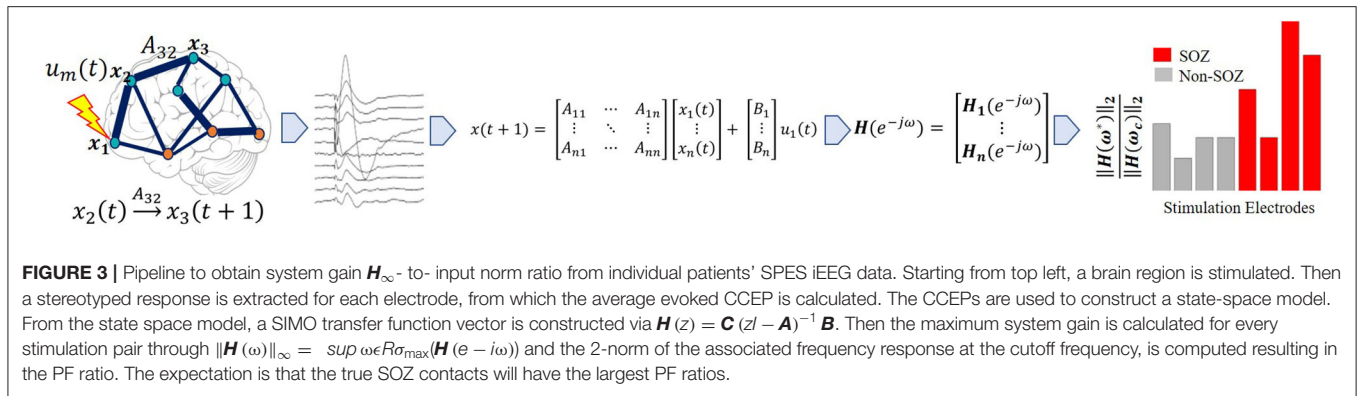 A₃₂ x₃
u_m(t) x₂
x₁
x₂(t) →^{A₃₂} x₃(t + 1)
x(t + 1) = [A₁₁ ⋯ A₁ₙ; ⋮ ⋱ ⋮; Aₙ₁ ⋯ Aₙₙ] [x₁(t); ⋮; xₙ(t)] + [B₁; ⋮; Bₙ] u₁(t)
H(e^{-jω}) = [H₁(e^{-jω}); ⋮; Hₙ(e^{-jω})]
‖H(ω*)‖₂ / ‖H(ω_c)‖₂
SOZ
Non-SOZ
Stimulation Electrodes
FIGURE 3 | Pipeline to obtain system gain H∞- to- input norm ratio from individual patients' SPES iEEG data. Starting from top left, a brain region is stimulated. Then
a stereotyped response is extracted for each electrode, from which the average evoked CCEP is calculated. The CCEPs are used to construct a state-space model.
From the state space model, a SIMO transfer function vector is constructed via H (z) = C (zI − A)⁻¹ B. Then the maximum system gain is calculated for every
stimulation pair through ‖H (ω)‖∞ = sup ωϵRσmax(H (e − iω)) and the 2-norm of the associated frequency response at the cutoff frequency, is computed resulting in
the PF ratio. The expectation is that the true SOZ contacts will have the largest PF ratios.